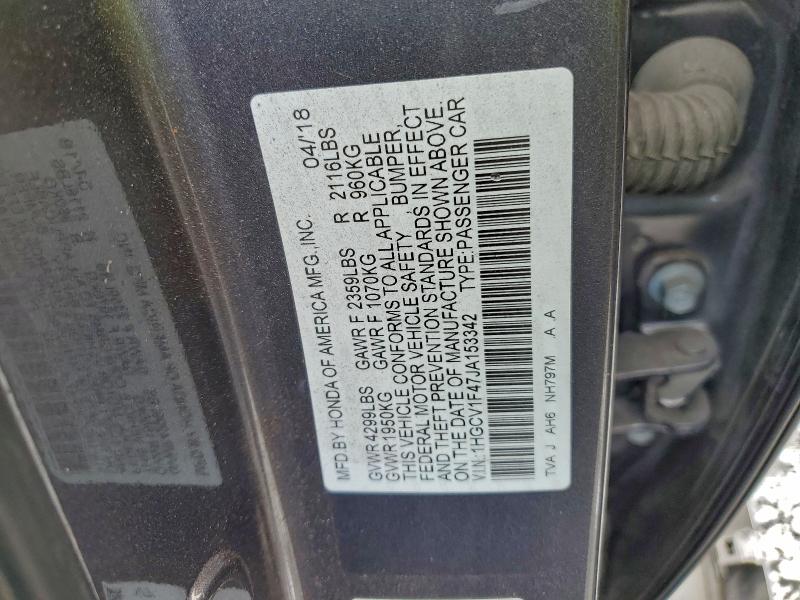 MFD.BY HONDA OF AMERICA MFG.,INC. 04/'18
GVWR 4299LBS GAWR F 2359LBS R 2116LBS
GVWR 1950KG GAWR F 1070KG R 960KG
THIS VEHICLE CONFORMS TO ALL APPLICABLE
FEDERAL MOTOR VEHICLE SAFETY BUMPER,
AND THEFT PREVENTION STANDARDS IN EFFECT
ON THE DATE OF MANUFACTURE SHOWN ABOVE.
V.I.N.:1HGCV1F47JA153342 TYPE:PASSENGER CAR
TVA J AH6 NH797M A .A